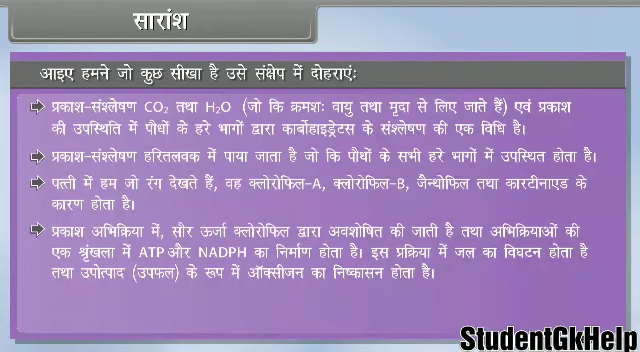 सारांश
आइए हमने जो कुछ सीखा है उसे संक्षेप में दोहराएंः
प्रकाश-संश्लेषण CO₂ तथा H₂O (जो कि क्रमशः वायु तथा मृदा से लिए जाते हैं) एवं प्रकाश
की उपस्थिति में पौधों के हरे भागों द्वारा कार्बोहाइड्रेटस के संश्लेषण की एक विधि है।
प्रकाश-संश्लेषण हरितलवक में पाया जाता है जो कि पौधों के सभी हरे भागों में उपस्थित होता है।
पत्ती में हम जो रंग देखते हैं, वह क्लोरोफिल-A, क्लोरोफिल-B, जैन्थोफिल तथा कारटीनाएड के
कारण होता है।
प्रकाश अभिक्रिया में, सौर ऊर्जा क्लोरोफिल द्वारा अवशोषित की जाती है तथा अभिक्रियाओं की
एक श्रृंखला में ATP और NADPH का निर्माण होता है। इस प्रक्रिया में जल का विघटन होता है
तथा उपोत्पाद (उपफल) के रूप में ऑक्सीजन का निष्कासन होता है।
StudentGkHelp